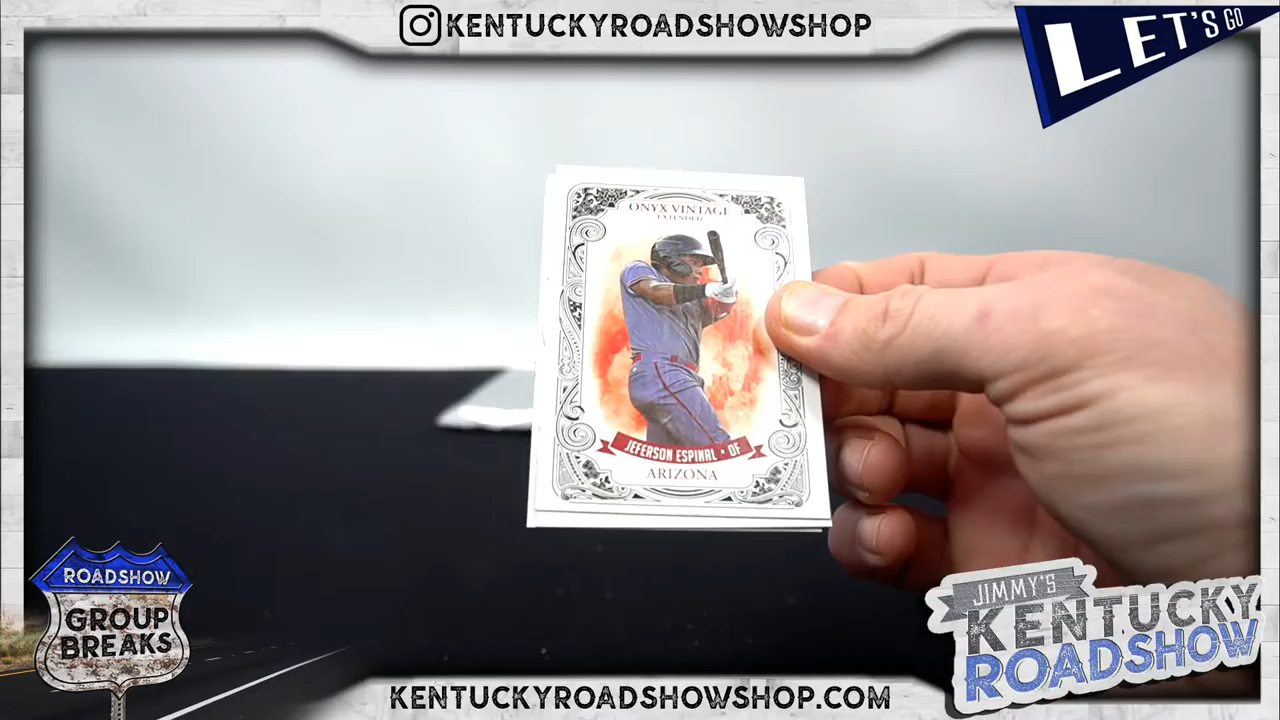 KENTUCKYROADSHOWSHOP
LET'S GO
ONYX VINTAGE
EXTENDED
JEFERSON ESPINAL • OF
ARIZONA
ROADSHOW
GROUP
BREAKS
JIMMY'S
KENTUCKY
ROADSHOW
KENTUCKYROADSHOWSHOP.COM